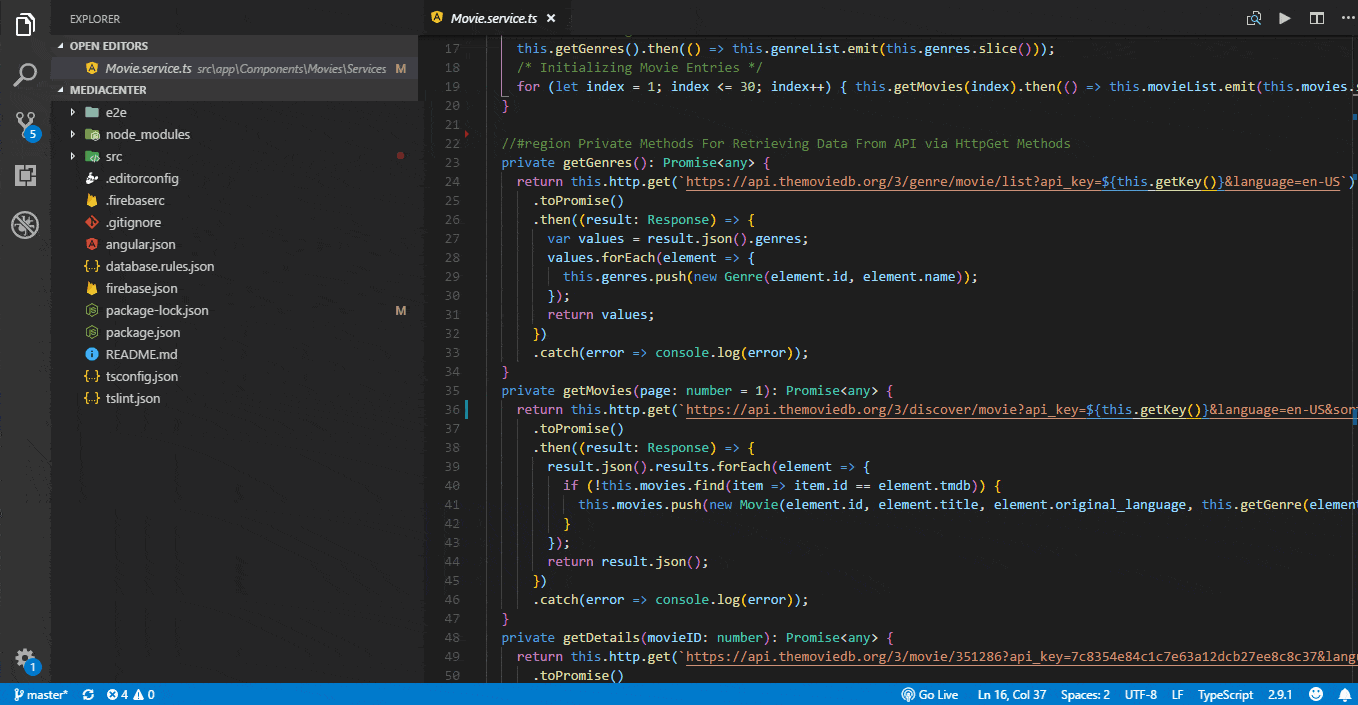 EXPLORER
OPEN EDITORS
Movie.service.ts src\app\Components\Movies\Services M
MEDIACENTER
e2e
node_modules
src
.editorconfig
.firebaserc
.gitignore
angular.json
database.rules.json
firebase.json
package-lock.json M
package.json
README.md
tsconfig.json
tslint.json
5
1
Movie.service.ts
17 this.getGenres().then(() => this.genreList.emit(this.genres.slice()));
18 /* Initializing Movie Entries */
19 for (let index = 1; index <= 30; index++) { this.getMovies(index).then(() => this.movieList.emit(this.movies.
20 }
21
22 //#region Private Methods For Retrieving Data From API via HttpGet Methods
23 private getGenres(): Promise<any> {
24 return this.http.get(`https://api.themoviedb.org/3/genre/movie/list?api_key=${this.getKey()}&language=en-US`)
25 .toPromise()
26 .then((result: Response) => {
27 var values = result.json().genres;
28 values.forEach(element => {
29 this.genres.push(new Genre(element.id, element.name));
30 });
31 return values;
32 })
33 .catch(error => console.log(error));
34 }
35 private getMovies(page: number = 1): Promise<any> {
36 return this.http.get(`https://api.themoviedb.org/3/discover/movie?api_key=${this.getKey()}&language=en-US&sor
37 .toPromise()
38 .then((result: Response) => {
39 result.json().results.forEach(element => {
40 if (!this.movies.find(item => item.id == element.tmdb)) {
41 this.movies.push(new Movie(element.id, element.title, element.original_language, this.getGenre(elemen
42 }
43 });
44 return result.json();
45 })
46 .catch(error => console.log(error));
47 }
48 private getDetails(movieID: number): Promise<any> {
49 return this.http.get(`https://api.themoviedb.org/3/movie/351286?api_key=7c8354e84c1c7e63a12dcb27ee8c8c37&lang
50 .toPromise()
master* 4 0 Go Live Ln 16, Col 37 Spaces: 2 UTF-8 LF TypeScript 2.9.1